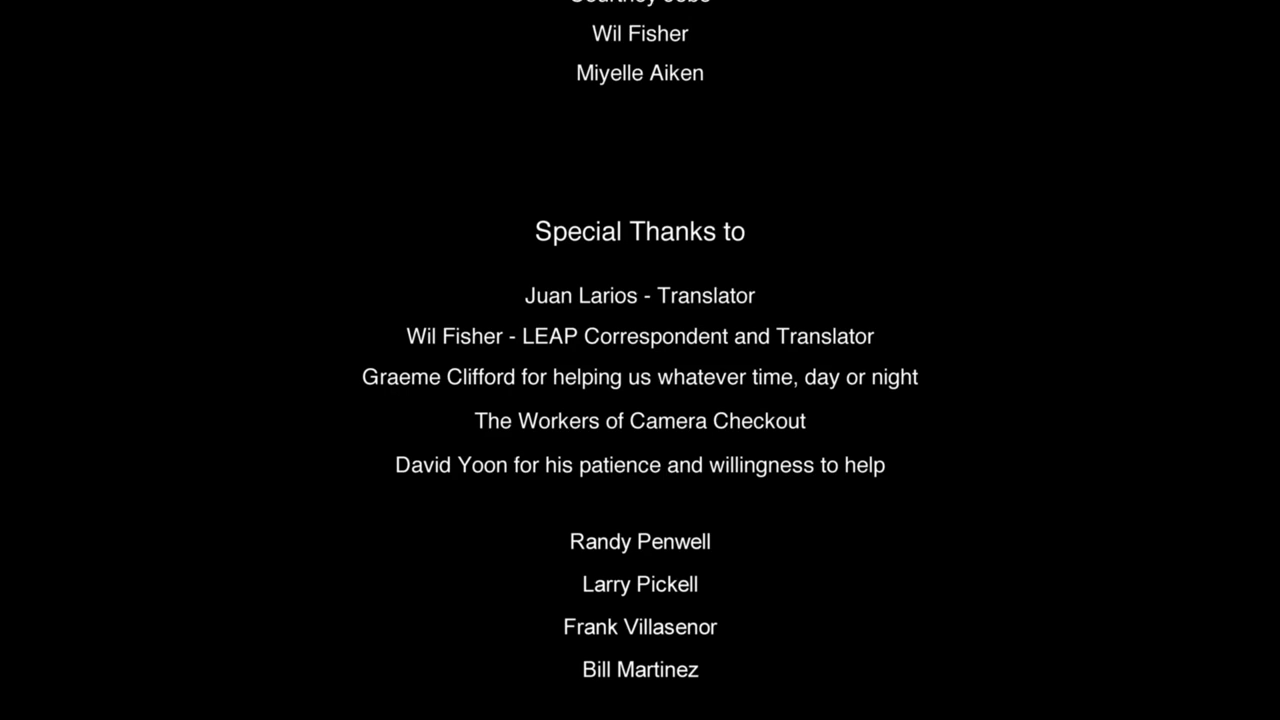 Wil Fisher
Miyelle Aiken
Special Thanks to
Juan Larios - Translator
Wil Fisher - LEAP Correspondent and Translator
Graeme Clifford for helping us whatever time, day or night
The Workers of Camera Checkout
David Yoon for his patience and willingness to help
Randy Penwell
Larry Pickell
Frank Villasenor
Bill Martinez